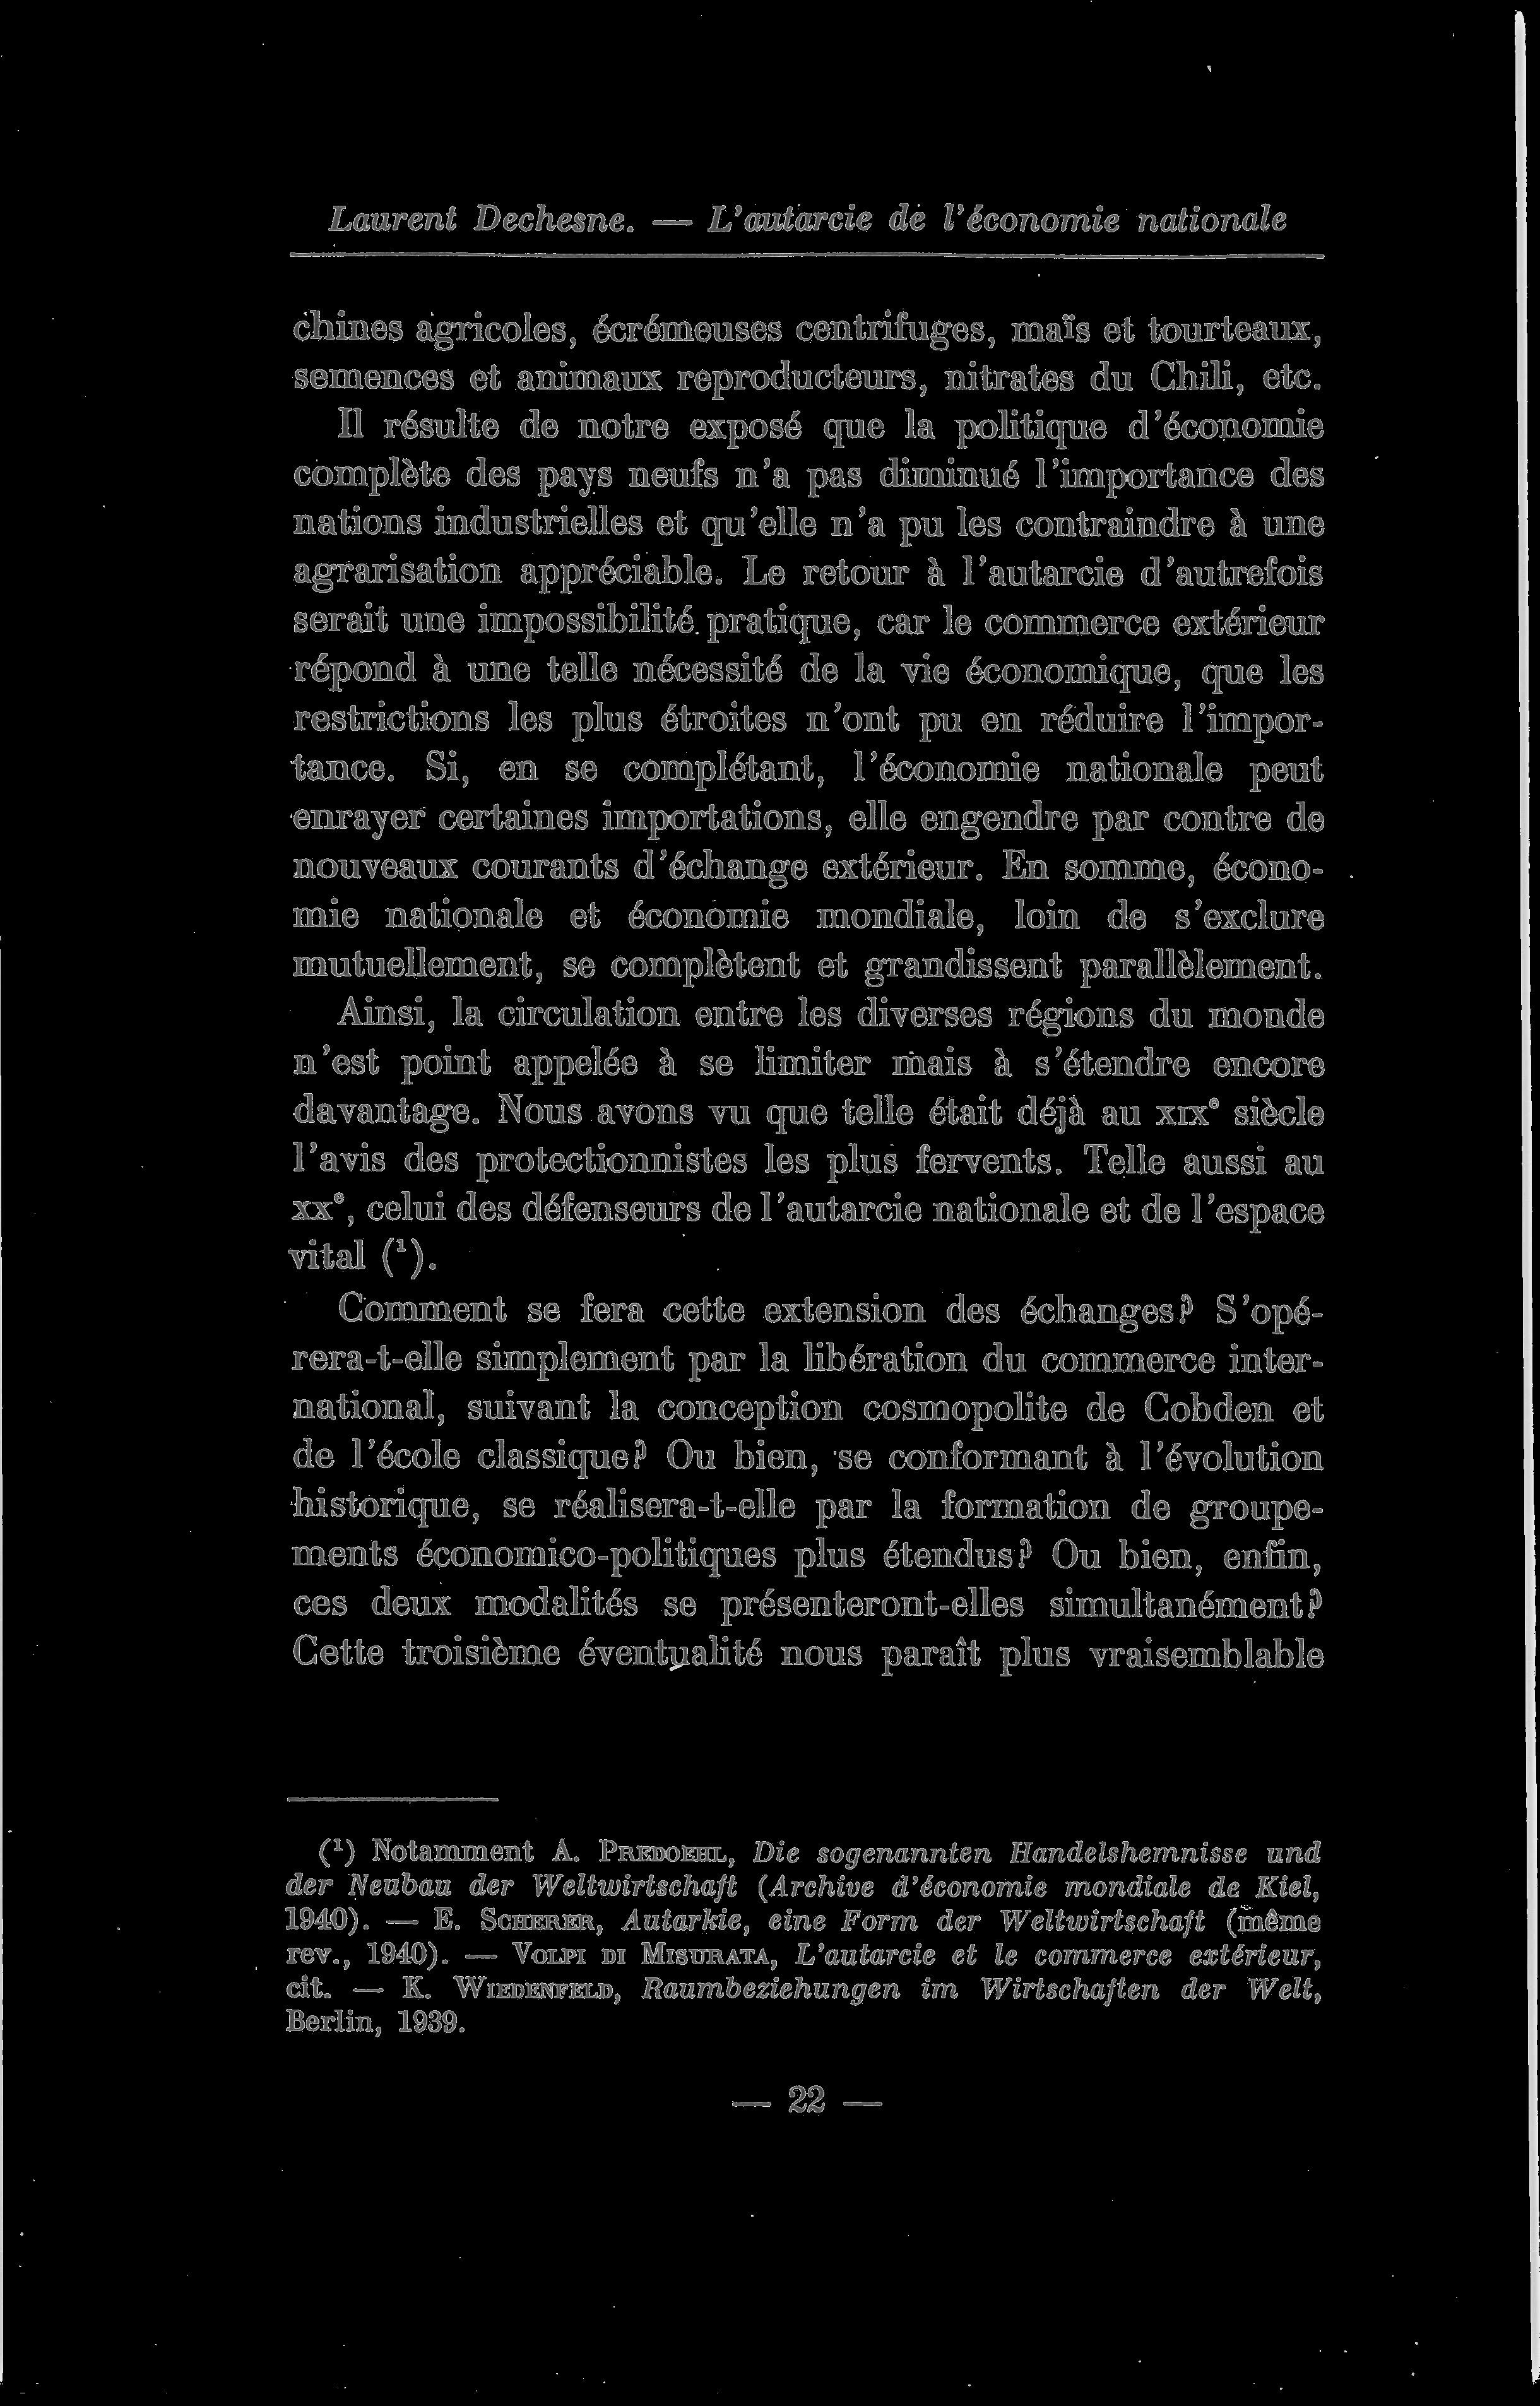 Laurent Dechesne. — L'autarcie de l'économie nationale
chines agricoles, écrémeuses centrifuges, maïs et tourteaux,
semences et animaux reproducteurs, nitrates du Chili, etc.
Il résulte de notre exposé que la politique d'économie
complète des pays neufs n'a pas diminué l'importance des
nations industrielles et qu'elle n'a pu les contraindre à une
agrarisation appréciable. Le retour à l'autarcie d'autrefois
serait une impossibilité pratique, car le commerce extérieur
répond à une telle nécessité de la vie économique, que les
restrictions les plus étroites n'ont pu en réduire l'impor-
tance. Si, en se complétant, l'économie nationale peut
enrayer certaines importations, elle engendre par contre de
nouveaux courants d'échange extérieur. En somme, écono-
mie nationale et économie mondiale, loin de s'exclure
mutuellement, se complètent et grandissent parallèlement.
Ainsi, la circulation entre les diverses régions du monde
n'est point appelée à se limiter mais à s'étendre encore
davantage. Nous avons vu que telle était déjà au XIXe siècle
l'avis des protectionnistes les plus fervents. Telle aussi au
XXe, celui des défenseurs de l'autarcie nationale et de l'espace
vital (1).
Comment se fera cette extension des échanges? S'opé-
rera-t-elle simplement par la libération du commerce inter-
national, suivant la conception cosmopolite de Cobden et
de l'école classique? Ou bien, se conformant à l'évolution
historique, se réalisera-t-elle par la formation de groupe-
ments économico-politiques plus étendus? Ou bien, enfin,
ces deux modalités se présenteront-elles simultanément?
Cette troisième éventualité nous paraît plus vraisemblable
(1) Notamment A. PREDOEHL, Die sogenannten Handelshemnisse und
der Neubau der Weltwirtschaft (Archive d'économie mondiale de Kiel,
1940). — E. SCHERER, Autarkie, eine Form der Weltwirtschaft (même
rev., 1940). — VOLPI DI MISURATA, L'autarcie et le commerce extérieur,
cit. — K. WIEDENFELD, Raumbeziehungen im Wirtschaften der Welt,
Berlin, 1939.
— 22 —